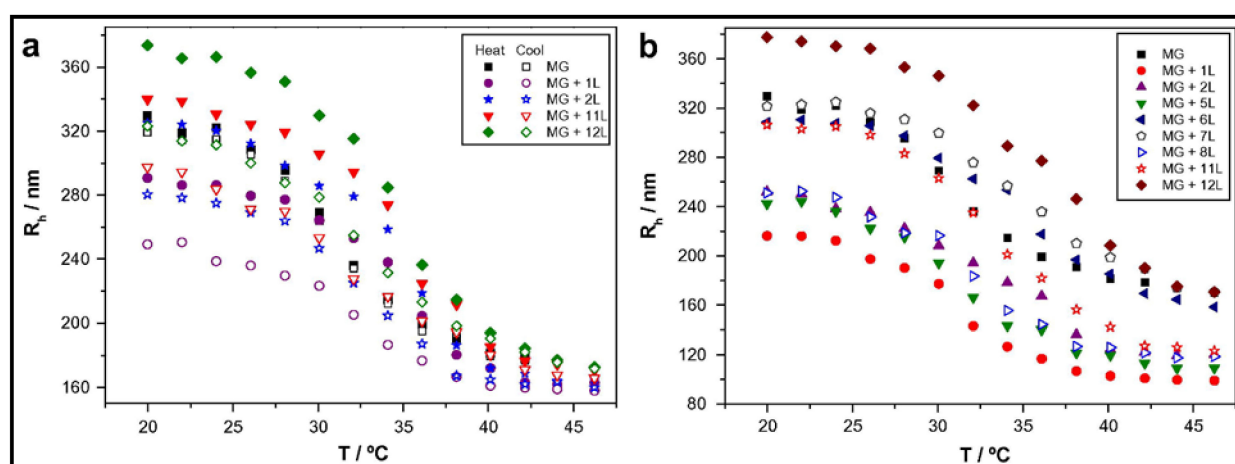 a
Heat Cool
MG
MG + 1L
MG + 2L
MG + 11L
MG + 12L
360
320
280
240
200
160
R_h / nm
20 25 30 35 40 45
T / ºC
b
MG
MG + 1L
MG + 2L
MG + 5L
MG + 6L
MG + 7L
MG + 8L
MG + 11L
MG + 12L
360
320
280
240
200
160
120
80
R_h / nm
20 25 30 35 40 45
T / ºC